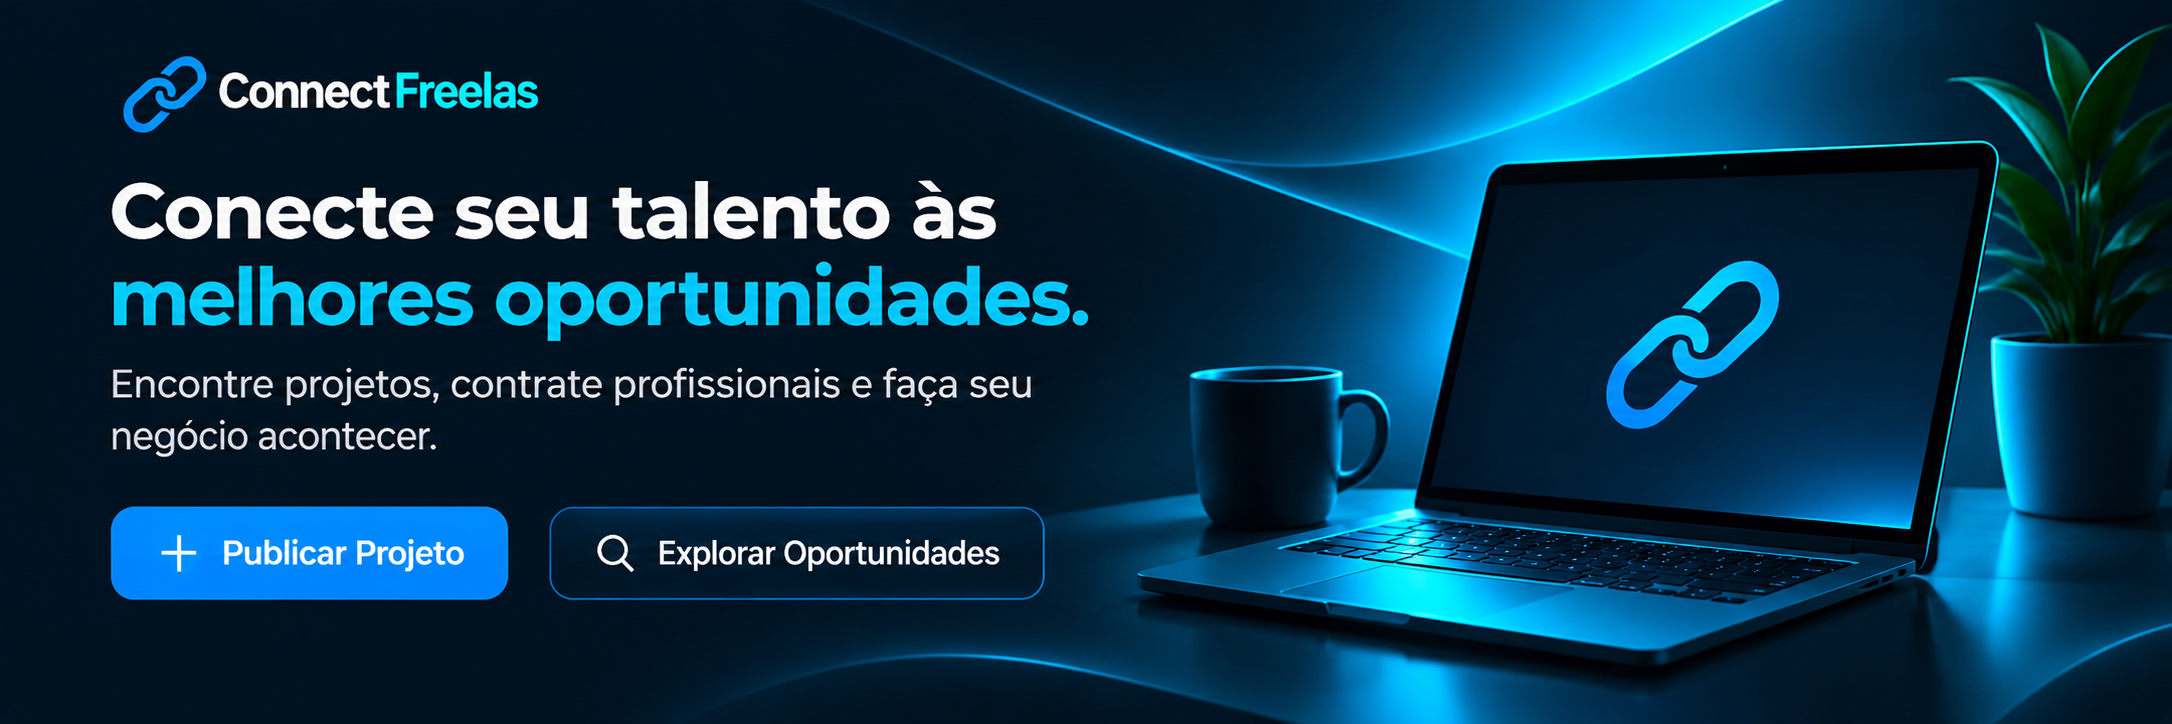 ConnectFreelas
Conecte seu talento às
melhores oportunidades.
Encontre projetos, contrate profissionais e faça seu
negócio acontecer.
Publicar Projeto
Explorar Oportunidades